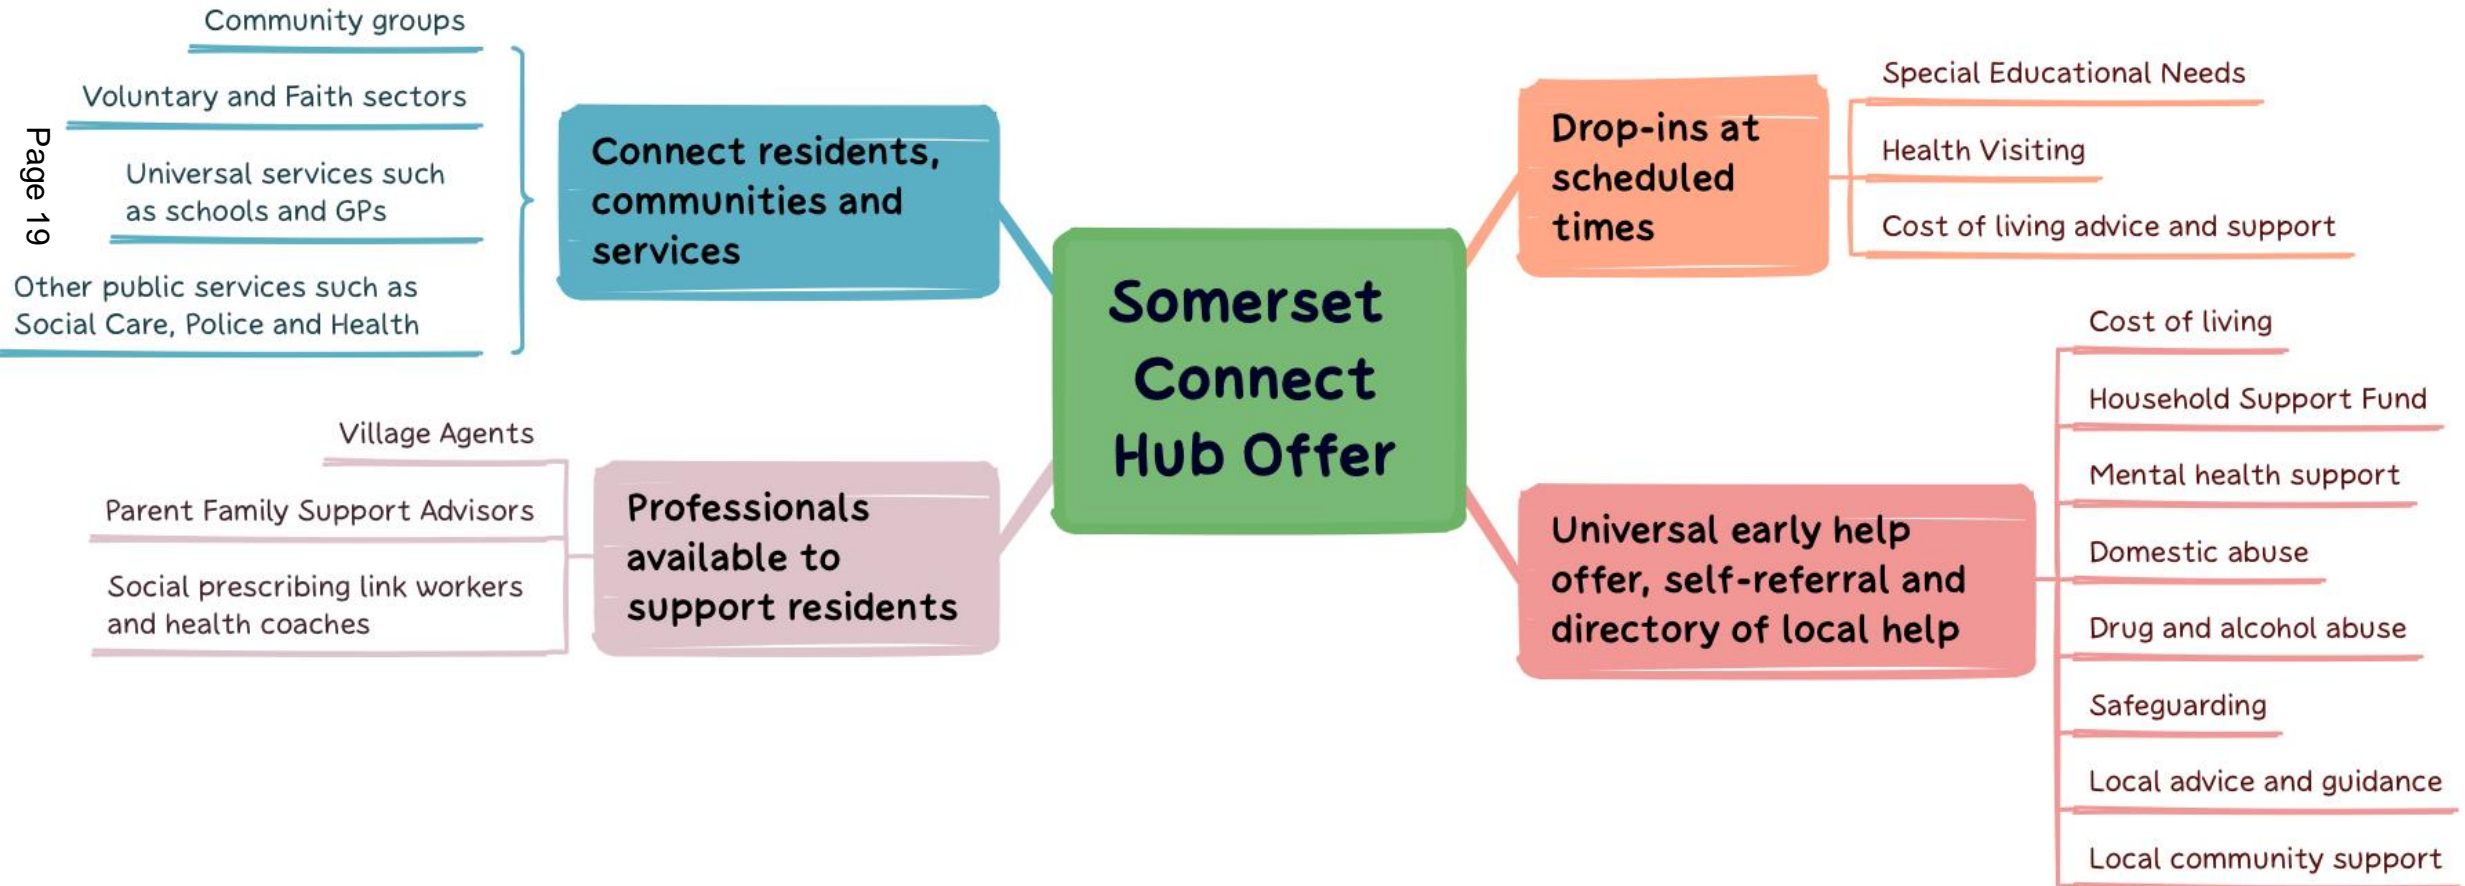 Page 19
Community groups
Voluntary and Faith sectors
Universal services such
as schools and GPs
Other public services such as
Social Care, Police and Health
Connect residents,
communities and
services
Village Agents
Parent Family Support Advisors
Social prescribing link workers
and health coaches
Professionals
available to
support residents
Somerset
Connect
Hub Offer
Drop-ins at
scheduled
times
Special Educational Needs
Health Visiting
Cost of living advice and support
Universal early help
offer, self-referral and
directory of local help
Cost of living
Household Support Fund
Mental health support
Domestic abuse
Drug and alcohol abuse
Safeguarding
Local advice and guidance
Local community support